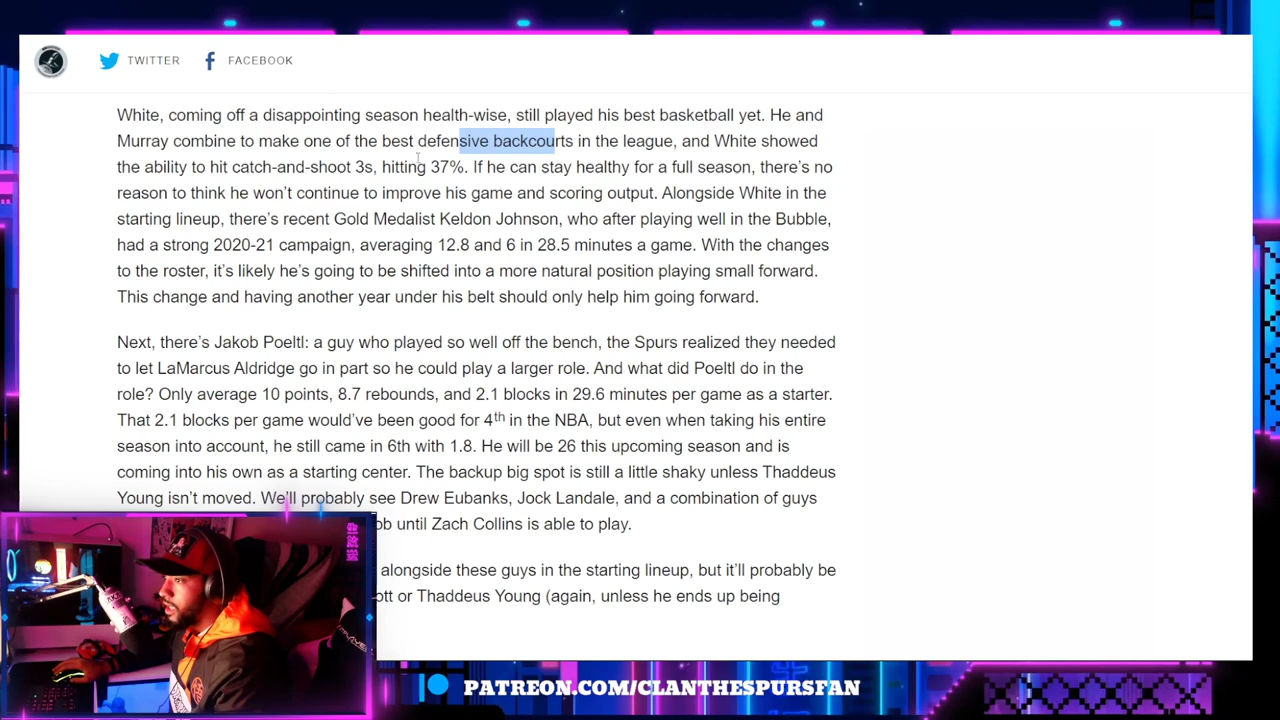 TWITTER FACEBOOK
White, coming off a disappointing season health-wise, still played his best basketball yet. He and
Murray combine to make one of the best defensive backcourts in the league, and White showed
the ability to hit catch-and-shoot 3s, hitting 37%. If he can stay healthy for a full season, there’s no
reason to think he won’t continue to improve his game and scoring output. Alongside White in the
starting lineup, there’s recent Gold Medalist Keldon Johnson, who after playing well in the Bubble,
had a strong 2020-21 campaign, averaging 12.8 and 6 in 28.5 minutes a game. With the changes
to the roster, it’s likely he’s going to be shifted into a more natural position playing small forward.
This change and having another year under his belt should only help him going forward.
Next, there’s Jakob Poeltl: a guy who played so well off the bench, the Spurs realized they needed
to let LaMarcus Aldridge go in part so he could play a larger role. And what did Poeltl do in the
role? Only average 10 points, 8.7 rebounds, and 2.1 blocks in 29.6 minutes per game as a starter.
That 2.1 blocks per game would’ve been good for 4th in the NBA, but even when taking his entire
season into account, he still came in 6th with 1.8. He will be 26 this upcoming season and is
coming into his own as a starting center. The backup big spot is still a little shaky unless Thaddeus
Young isn’t moved. We’ll probably see Drew Eubanks, Jock Landale, and a combination of guys
until Zach Collins is able to play.
alongside these guys in the starting lineup, but it’ll probably be
or Thaddeus Young (again, unless he ends up being
PATREON.COM/CLANTHESPURSFAN